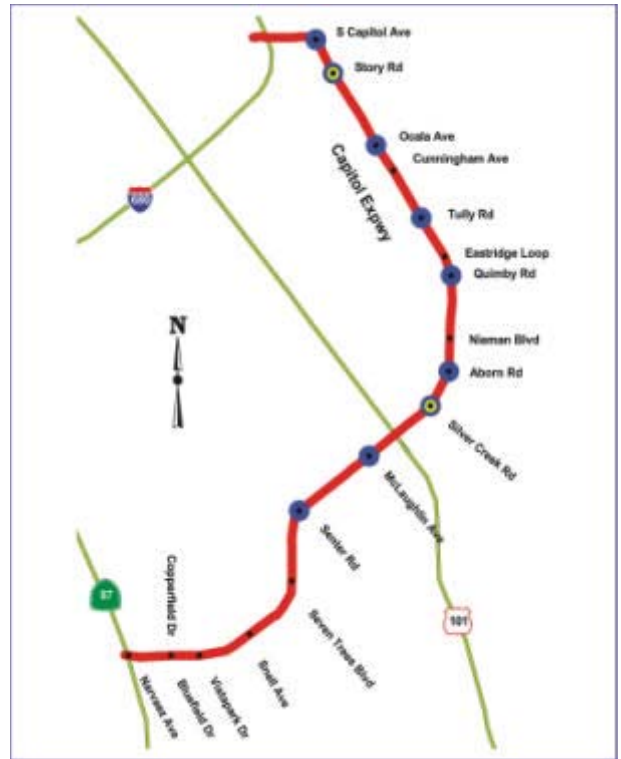 S Capitol Ave
Story Rd
Ocala Ave
Cunningham Ave
Capitol Expwy
680
Tully Rd
Eastridge Loop
Quimby Rd
N
Nieman Blvd
Aborn Rd
Silver Creek Rd
McLaughlin Ave
Senter Rd
Copperfield Dr
87
101
Seven Trees Blvd
Snell Ave
Vistapark Dr
Bluefield Dr
Narvaez Ave